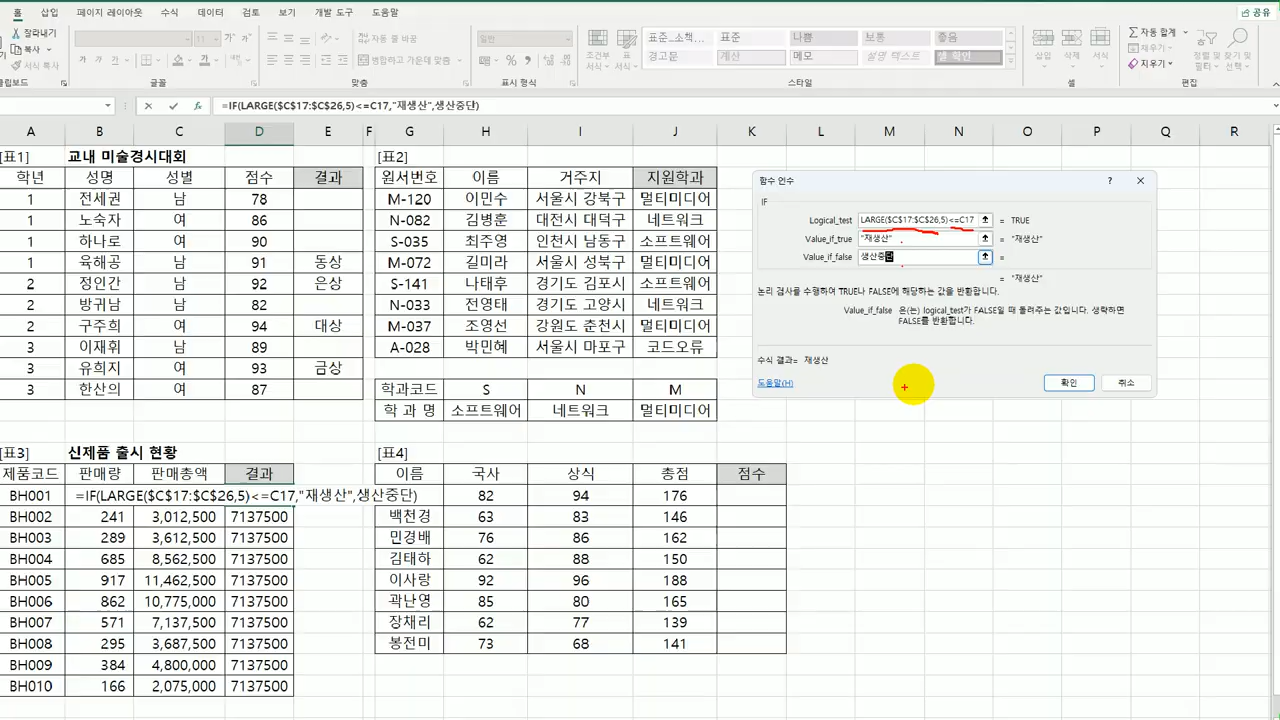 홈 삽입 페이지 레이아웃 수식 데이터 검토 보기 개발 도구 도움말 공유
잘라내기
복사
서식 복사
일반
자동 줄 바꿈
병합하고 가운데 맞춤
조건부 서식
표준_소책... 표준 나쁨 보통 좋음
경고문 계산 메모 설명 텍스트 셀 확인
삽입 삭제 서식
자동 합계
채우기
지우기
정렬 및 필터
클립보드 글꼴 맞춤 표시 형식 스타일 셀 편집
=IF(LARGE($C$17:$C$26,5)<=C17,"재생산",생산중단)
A B C D E F G H I J K L M N O P Q R
[표1] 교내 미술경시대회 [표2]
학년 성명 성별 점수 결과 원서번호 이름 거주지 지원학과
1 전세권 남 78 M-120 이민수 서울시 강북구 멀티미디어
1 노숙자 여 86 N-082 김병훈 대전시 대덕구 네트워크
1 하나로 여 90 S-035 최주영 인천시 남동구 소프트웨어
1 육해공 남 91 동상 M-072 길미라 서울시 성북구 멀티미디어
2 정인간 남 92 은상 S-141 나태후 경기도 김포시 소프트웨어
2 방귀남 남 82 N-033 전영태 경기도 고양시 네트워크
2 구주희 여 94 대상 M-037 조영선 강원도 춘천시 멀티미디어
3 이재휘 남 89 A-028 박민혜 서울시 마포구 코드오류
3 유희지 여 93 금상
3 한산의 여 87 학과코드 S N M
학 과 명 소프트웨어 네트워크 멀티미디어
[표3] 신제품 출시 현황 [표4]
제품코드 판매량 판매총액 결과 이름 국사 상식 총점 점수
BH001 =IF(LARGE($C$17:$C$26,5)<=C17,"재생산",생산중단) 82 94 176
BH002 241 3,012,500 7137500 백천경 63 83 146
BH003 289 3,612,500 7137500 민경배 76 86 162
BH004 685 8,562,500 7137500 김태하 62 88 150
BH005 917 11,462,500 7137500 이사랑 92 96 188
BH006 862 10,775,000 7137500 곽난영 85 80 165
BH007 571 7,137,500 7137500 장채리 62 77 139
BH008 295 3,687,500 7137500 봉전미 73 68 141
BH009 384 4,800,000 7137500
BH010 166 2,075,000 7137500
함수 인수 ?
IF
Logical_test LARGE($C$17:$C$26,5)<=C17 = TRUE
Value_if_true "재생산" = "재생산"
Value_if_false 생산중단 =
= "재생산"
논리 검사를 수행하여 TRUE나 FALSE에 해당하는 값을 반환합니다.
Value_if_false 은(는) logical_test가 FALSE일 때 돌려주는 값입니다. 생략하면
FALSE를 반환합니다.
수식 결과= 재생산
도움말(H) 확인 취소